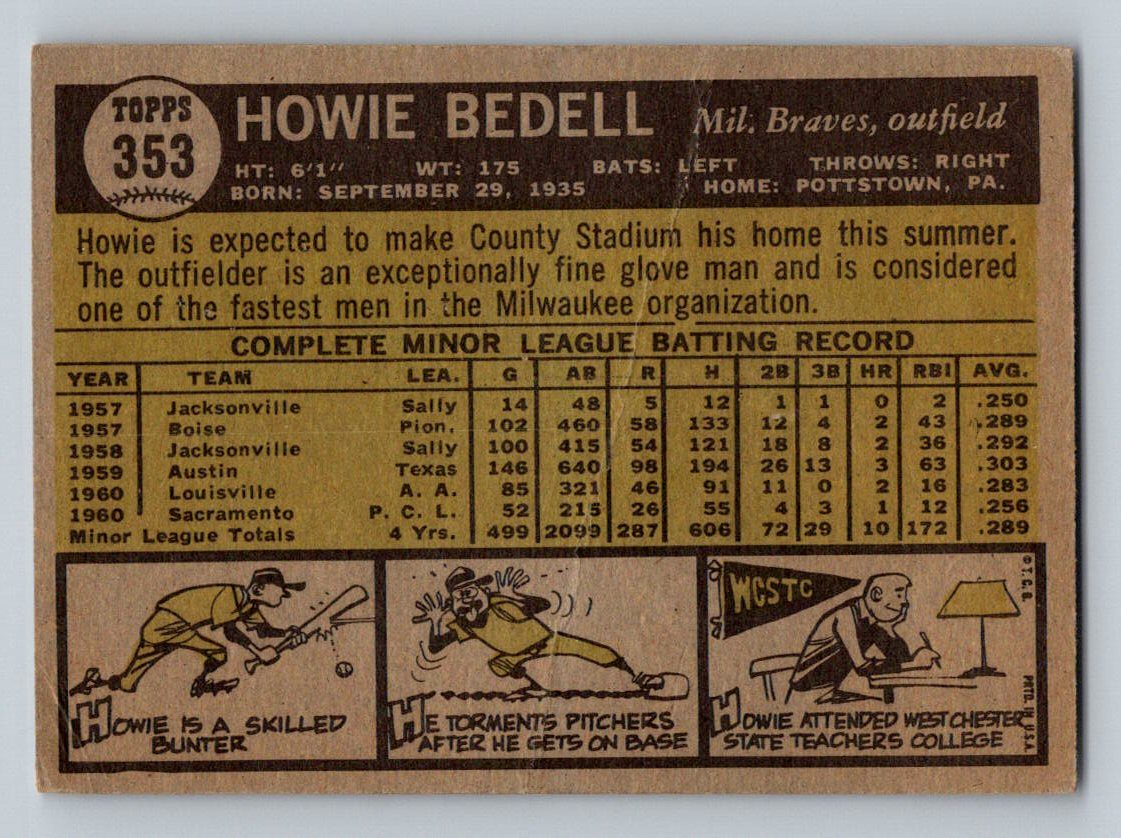 TOPPS
353
HOWIE BEDELL Mil. Braves, outfield
HT: 6'1" WT: 175 BATS: LEFT THROWS: RIGHT
BORN: SEPTEMBER 29, 1935 HOME: POTTSTOWN, PA.
Howie is expected to make County Stadium his home this summer.
The outfielder is an exceptionally fine glove man and is considered
one of the fastest men in the Milwaukee organization.
COMPLETE MINOR LEAGUE BATTING RECORD
YEAR TEAM LEA. G AB R H 2B 3B HR RBI AVG.
1957 Jacksonville Sally 14 48 5 12 1 1 0 2 .250
1957 Boise Pion. 102 460 58 133 12 4 2 43 .289
1958 Jacksonville Sally 100 415 54 121 18 8 2 36 .292
1959 Austin Texas 146 640 98 194 26 13 3 63 .303
1960 Louisville A. A. 85 321 46 91 11 0 2 16 .283
1960 Sacramento P. C. L. 52 215 26 55 4 3 1 12 .256
Minor League Totals 4 Yrs. 499 2099 287 606 72 29 10 172 .289
HOWIE IS A SKILLED
BUNTER
HE TORMENTS PITCHERS
AFTER HE GETS ON BASE
WCSTC
HOWIE ATTENDED WEST CHESTER
STATE TEACHERS COLLEGE
© T.C.G.
PRTD. IN U.S.A.